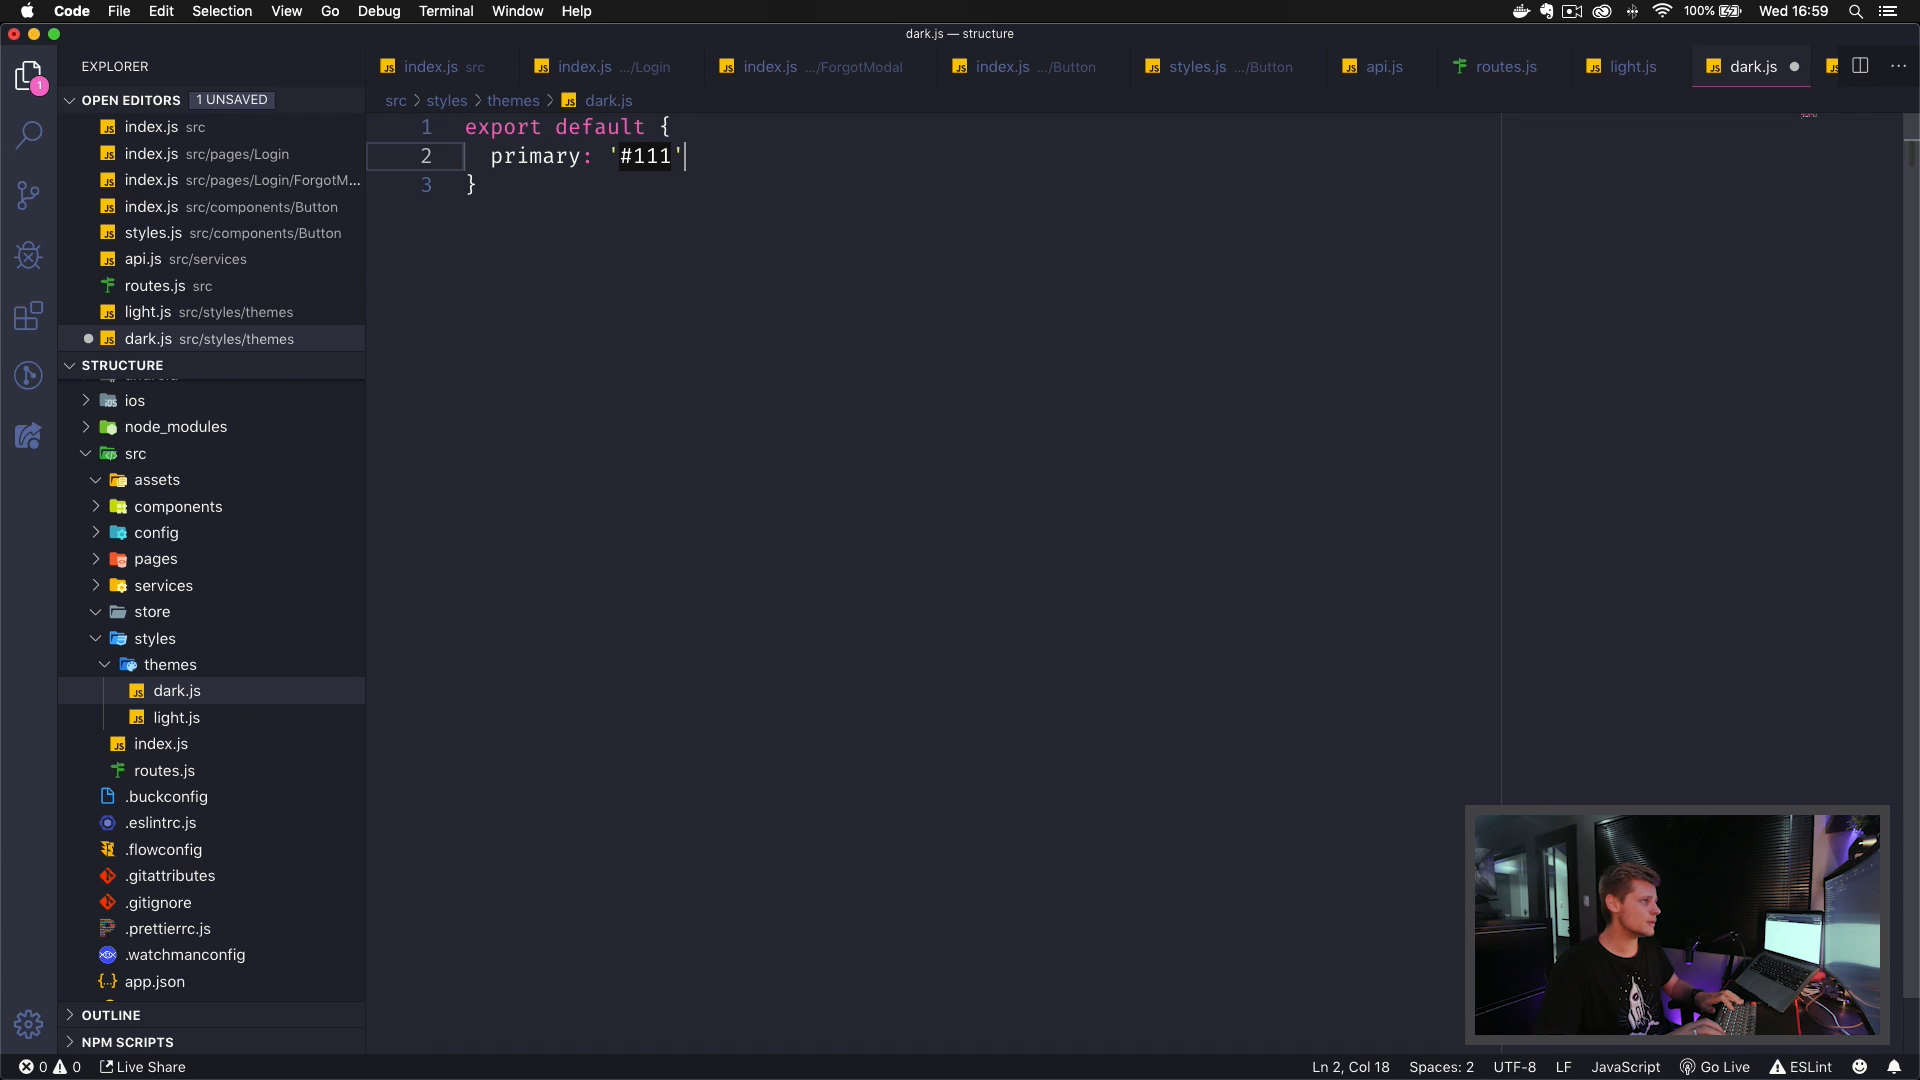 Code File Edit Selection View Go Debug Terminal Window Help
100% Wed 16:59
dark.js — structure
EXPLORER
OPEN EDITORS 1 UNSAVED
index.js src
index.js src/pages/Login
index.js src/pages/Login/ForgotM...
index.js src/components/Button
styles.js src/components/Button
api.js src/services
routes.js src
light.js src/styles/themes
dark.js src/styles/themes
STRUCTURE
ios
node_modules
src
assets
components
config
pages
services
store
styles
themes
dark.js
light.js
index.js
routes.js
.buckconfig
.eslintrc.js
.flowconfig
.gitattributes
.gitignore
.prettierrc.js
.watchmanconfig
app.json
OUTLINE
NPM SCRIPTS
index.js src index.js .../Login index.js .../ForgotModal index.js .../Button styles.js .../Button api.js routes.js light.js dark.js
src > styles > themes > dark.js
1 export default {
2 primary: '#111'
3 }
0 0 Live Share
Ln 2, Col 18 Spaces: 2 UTF-8 LF JavaScript Go Live ESLint